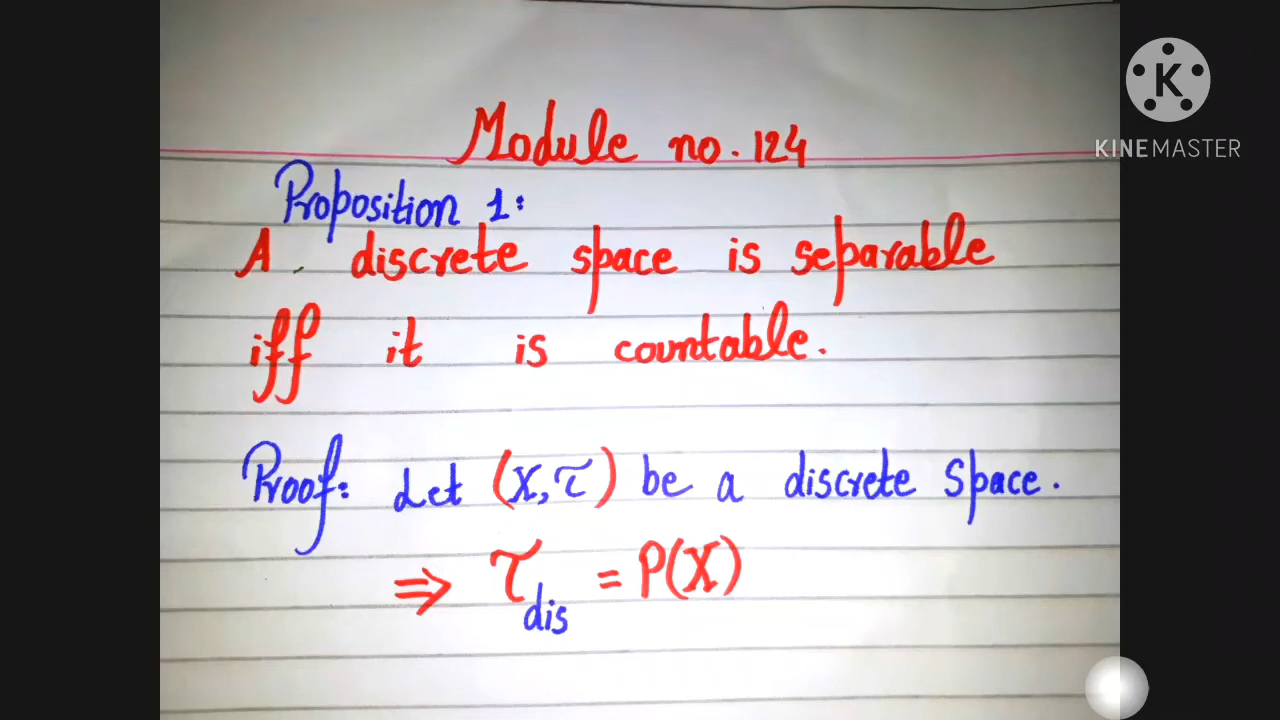 Module no. 124
KINEMASTER
Proposition 1:
A discrete space is separable
iff it is countable.
Proof: Let (X, τ) be a discrete Space.
⇒ τ dis = P(X)